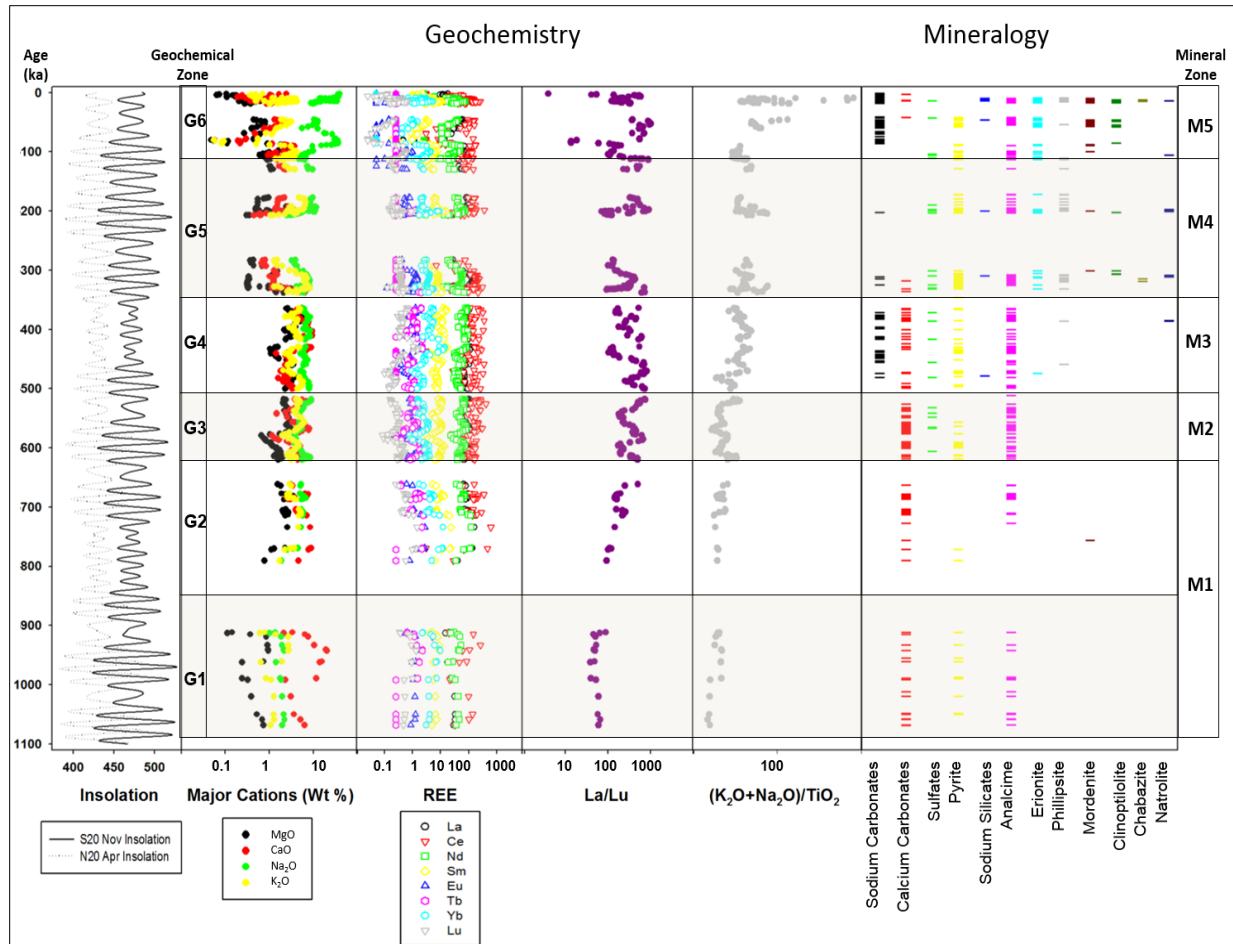 Geochemistry
Mineralogy
Age
(ka)
Geochemical
Zone
Mineral
Zone
0
100
200
300
400
500
600
700
800
900
1000
1100
G6
G5
G4
G3
G2
G1
M5
M4
M3
M2
M1
400 450 500
0.1 1 10
0.1 1 10 100 1000
10 100 1000
100
Insolation
Major Cations (Wt %)
REE
La/Lu
(K₂O+Na₂O)/TiO₂
Sodium Carbonates
Calcium Carbonates
Sulfates
Pyrite
Sodium Silicates
Analcime
Erionite
Phillipsite
Mordenite
Clinoptilolite
Chabazite
Natrolite
S20 Nov Insolation
N20 Apr Insolation
MgO
CaO
Na₂O
K₂O
La
Ce
Nd
Sm
Eu
Tb
Yb
Lu